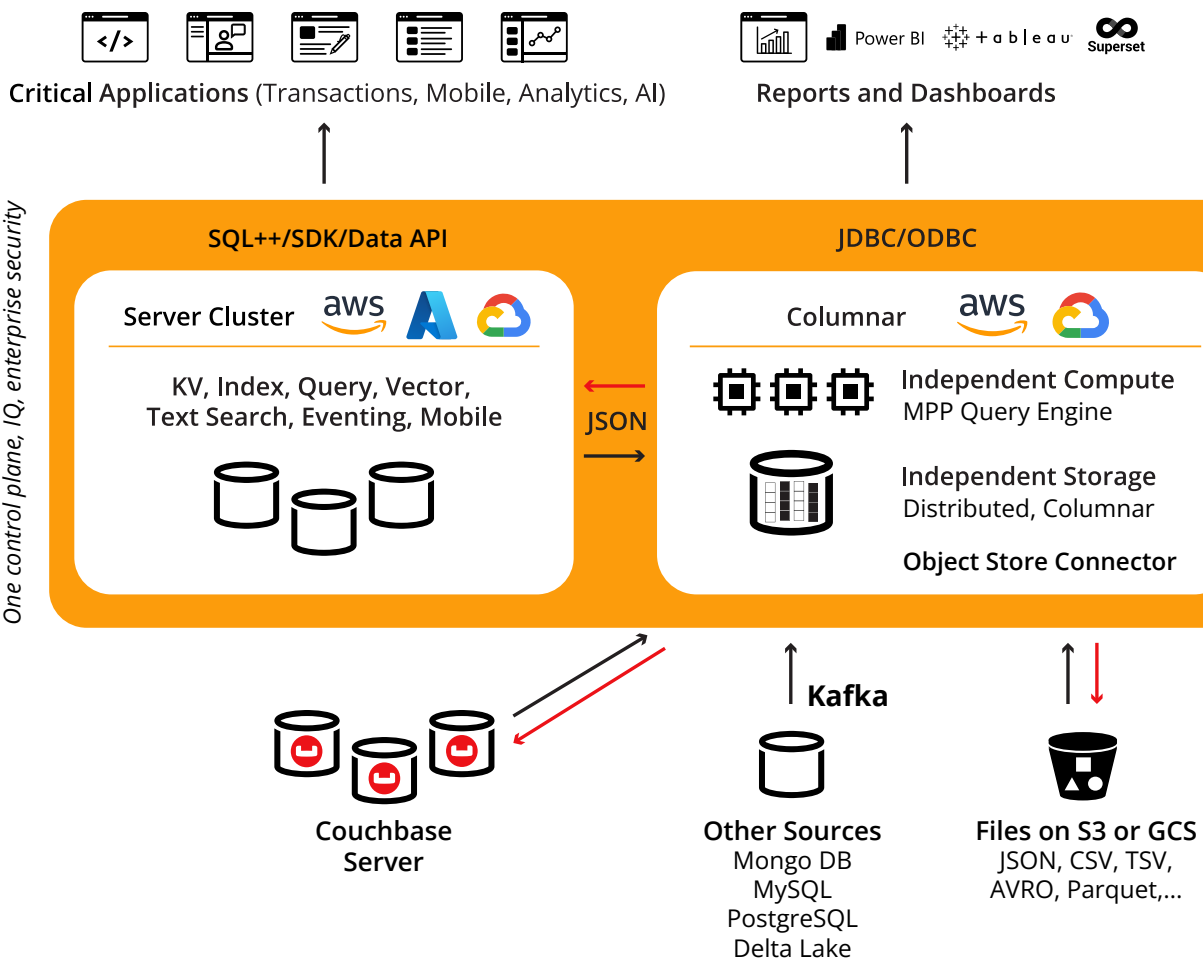 </>
Power BI
+ a b l e a u
Superset
Critical Applications (Transactions, Mobile, Analytics, AI)
Reports and Dashboards
One control plane, IQ, enterprise security
SQL++/SDK/Data API
JDBC/ODBC
Server Cluster
aws
Columnar
aws
KV, Index, Query, Vector,
Text Search, Eventing, Mobile
JSON
Independent Compute
MPP Query Engine
Independent Storage
Distributed, Columnar
Object Store Connector
Kafka
Couchbase
Server
Other Sources
Mongo DB
MySQL
PostgreSQL
Delta Lake
Files on S3 or GCS
JSON, CSV, TSV,
AVRO, Parquet,...